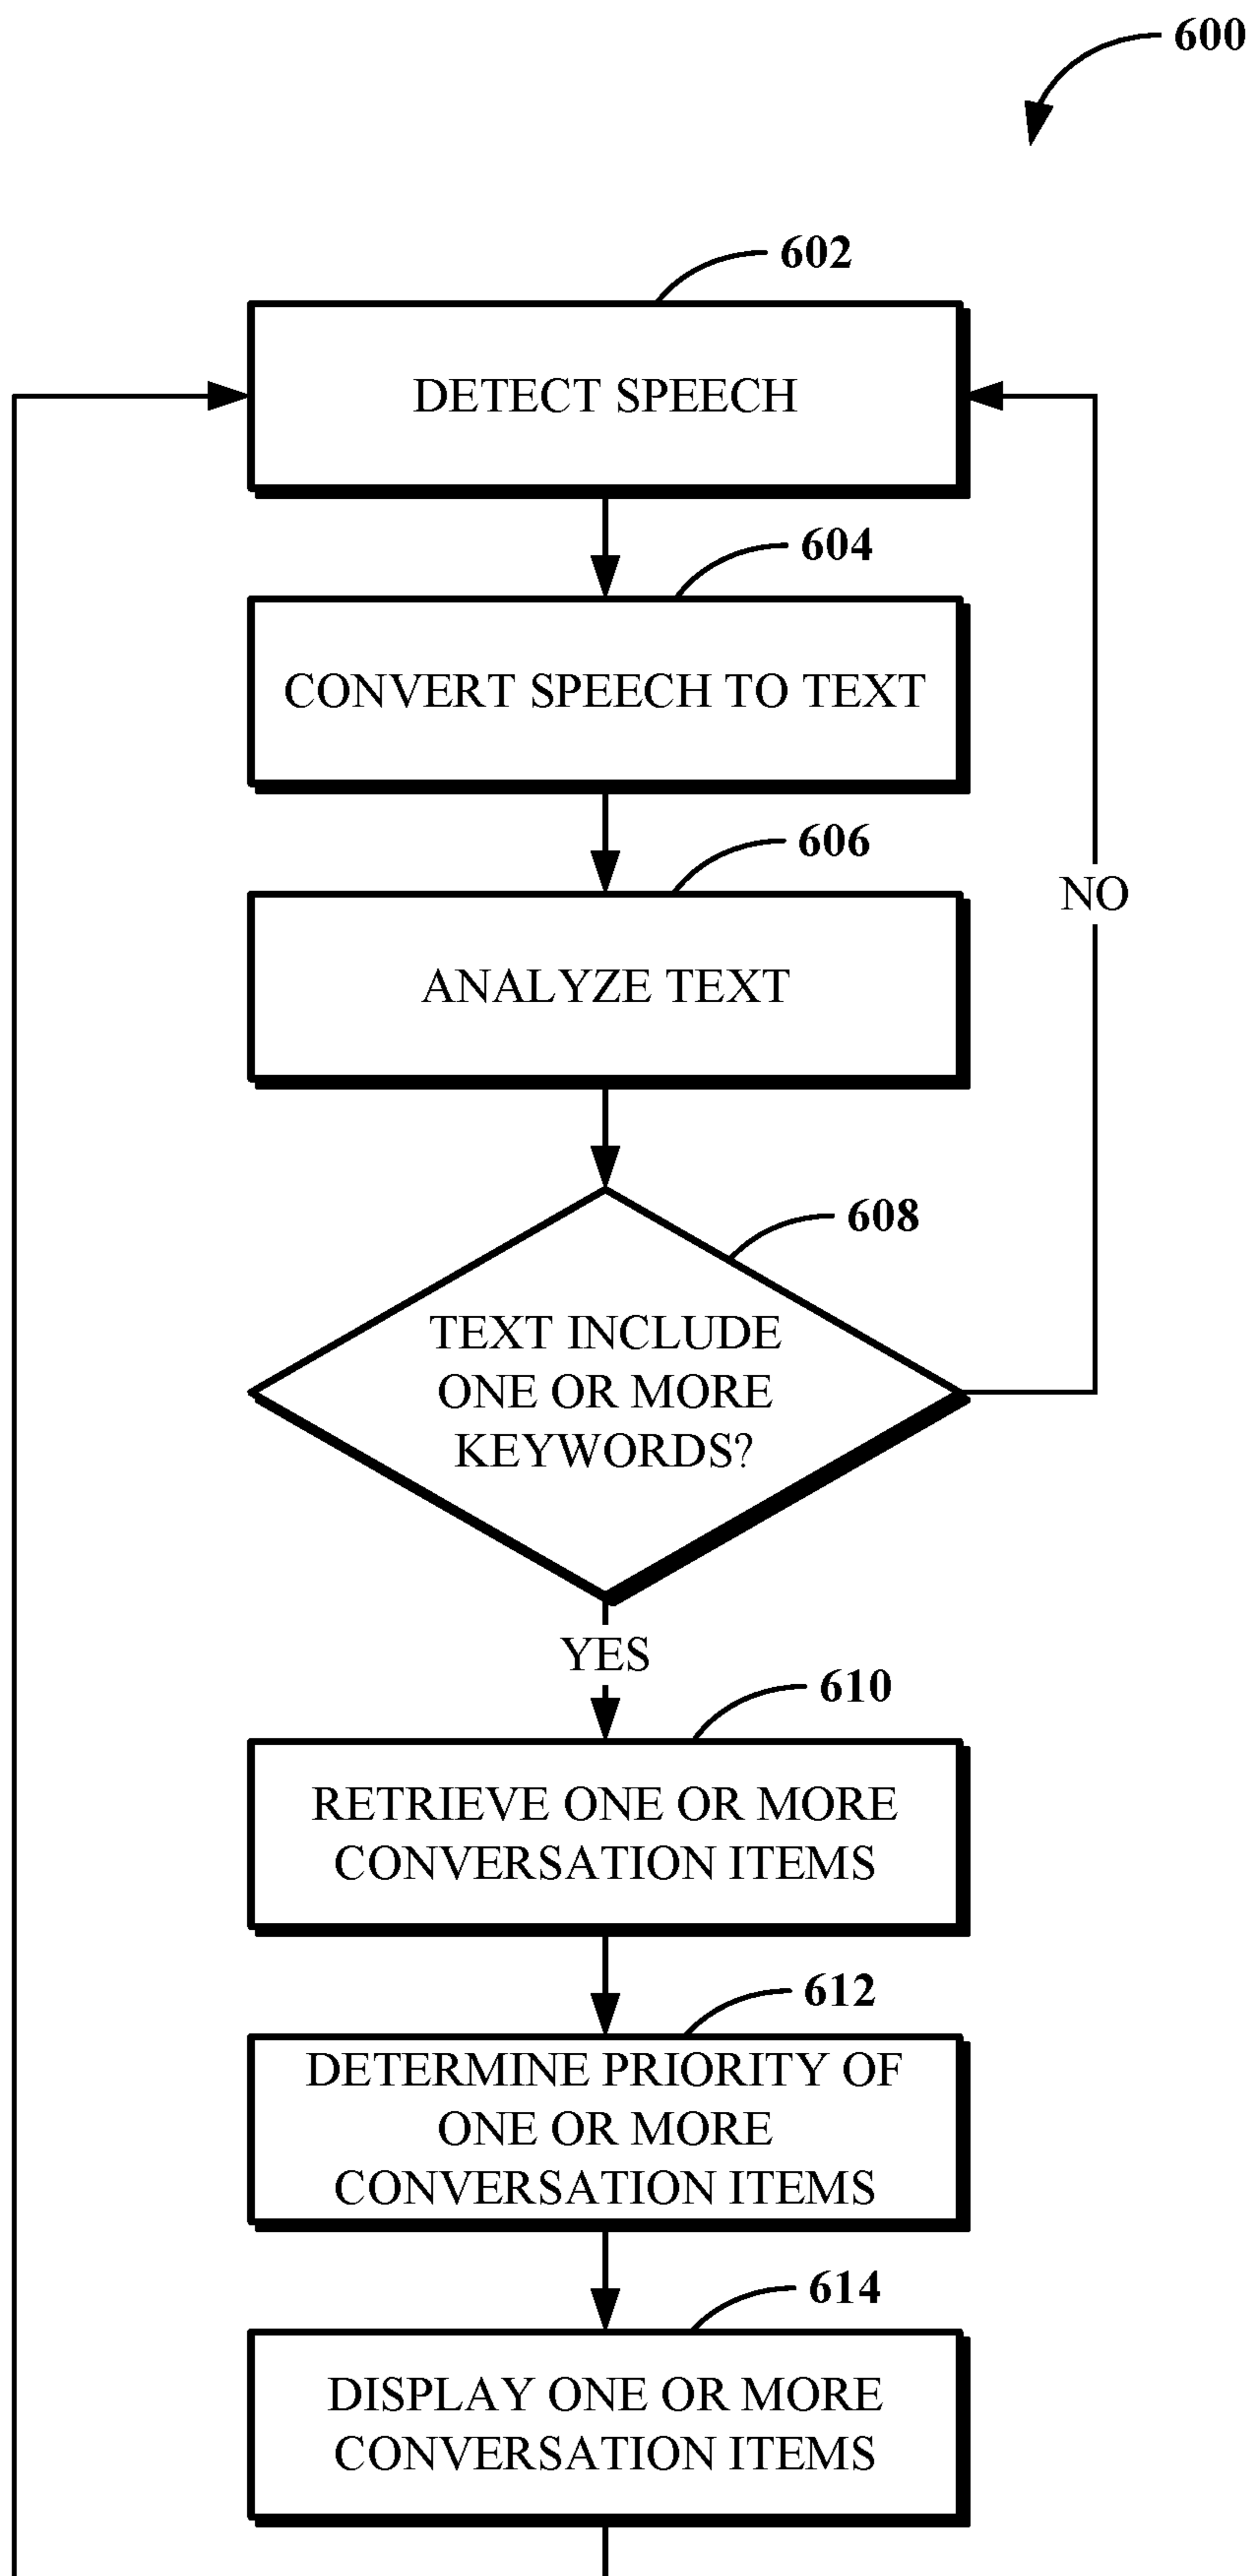 600
602
DETECT SPEECH
604
CONVERT SPEECH TO TEXT
606
NO
ANALYZE TEXT
608
TEXT INCLUDE
ONE OR MORE
KEYWORDS?
YES
610
RETRIEVE ONE OR MORE
CONVERSATION ITEMS
612
DETERMINE PRIORITY OF
ONE OR MORE
CONVERSATION ITEMS
614
DISPLAY ONE OR MORE
CONVERSATION ITEMS